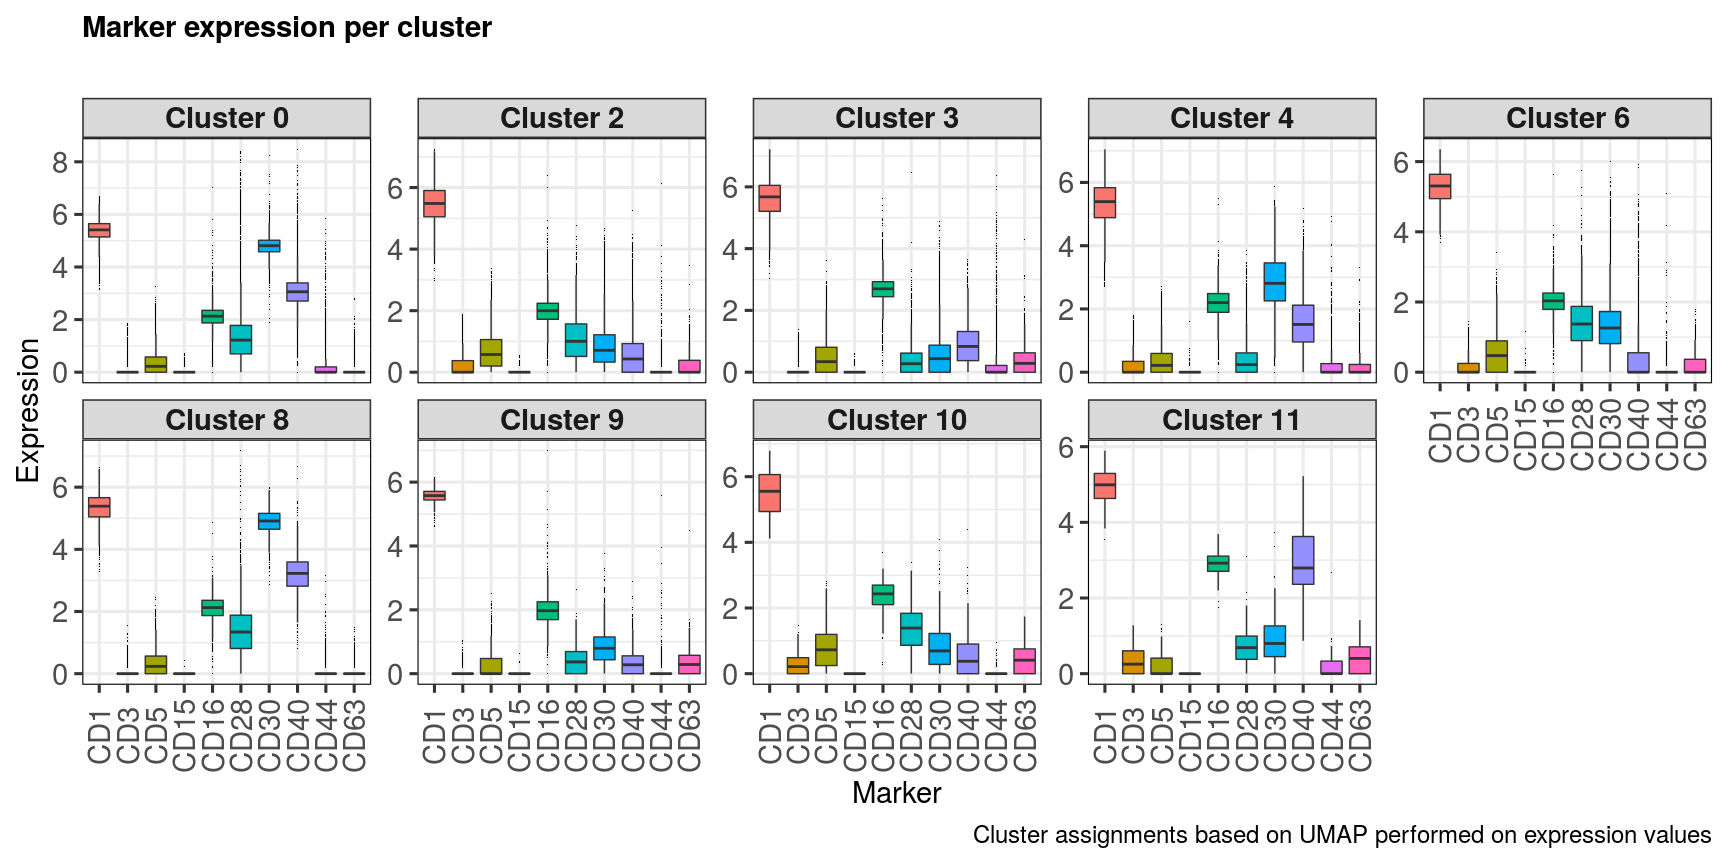 Marker expression per cluster
Cluster 0
Cluster 2
Cluster 3
Cluster 4
Cluster 6
8
6
4
2
0
6
4
2
0
6
4
2
0
6
4
2
0
6
4
2
0
CD1
CD3
CD5
CD15
CD16
CD28
CD30
CD40
CD44
CD63
Expression
Cluster 8
Cluster 9
Cluster 10
Cluster 11
6
4
2
0
6
4
2
0
6
4
2
0
6
4
2
0
CD1
CD3
CD5
CD15
CD16
CD28
CD30
CD40
CD44
CD63
CD1
CD3
CD5
CD15
CD16
CD28
CD30
CD40
CD44
CD63
CD1
CD3
CD5
CD15
CD16
CD28
CD30
CD40
CD44
CD63
CD1
CD3
CD5
CD15
CD16
CD28
CD30
CD40
CD44
CD63
Marker
Cluster assignments based on UMAP performed on expression values